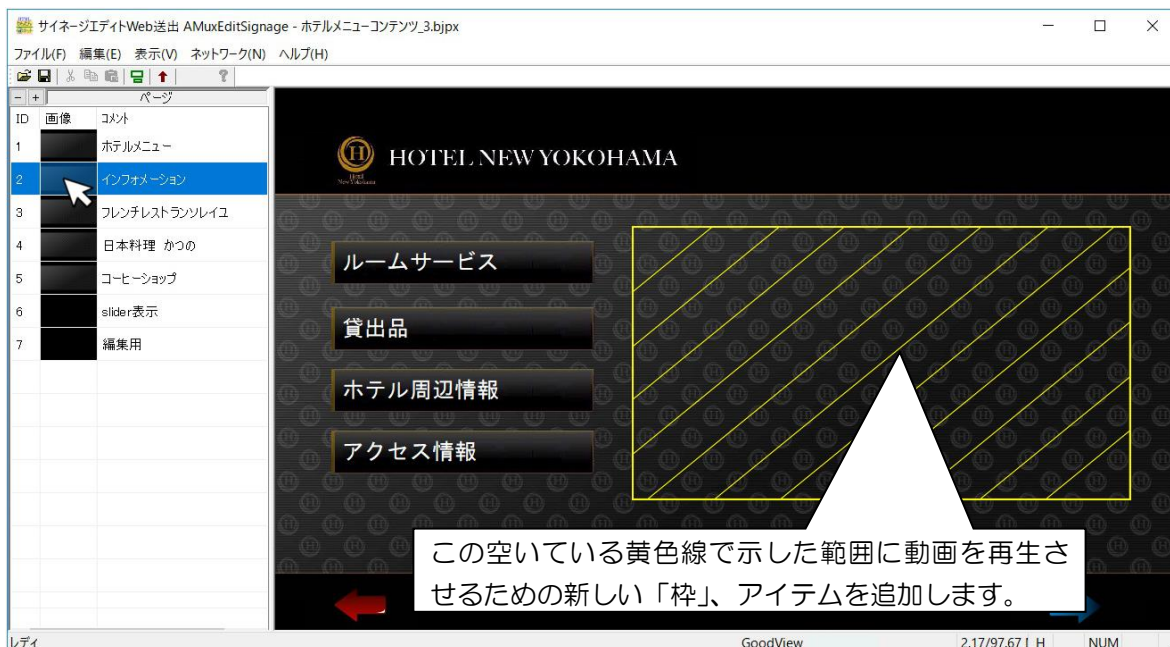 サイネージエディトWeb送出 AMuxEditSignage - ホテルメニューコンテンツ_3.bjpx
ファイル(F) 編集(E) 表示(V) ネットワーク(N) ヘルプ(H)
- + ページ
ID 画像 コメント
1 ホテルメニュー
2 インフォメーション
3 フレンチレストランソレイユ
4 日本料理 かつの
5 コーヒーショップ
6 slider表示
7 編集用
H
Hotel
New Yokohama
HOTEL NEW YOKOHAMA
ルームサービス
貸出品
ホテル周辺情報
アクセス情報
この空いている黄色線で示した範囲に動画を再生さ
せるための新しい「枠」、アイテムを追加します。
レディ GoodView 2.17/97.67 [ H NUM